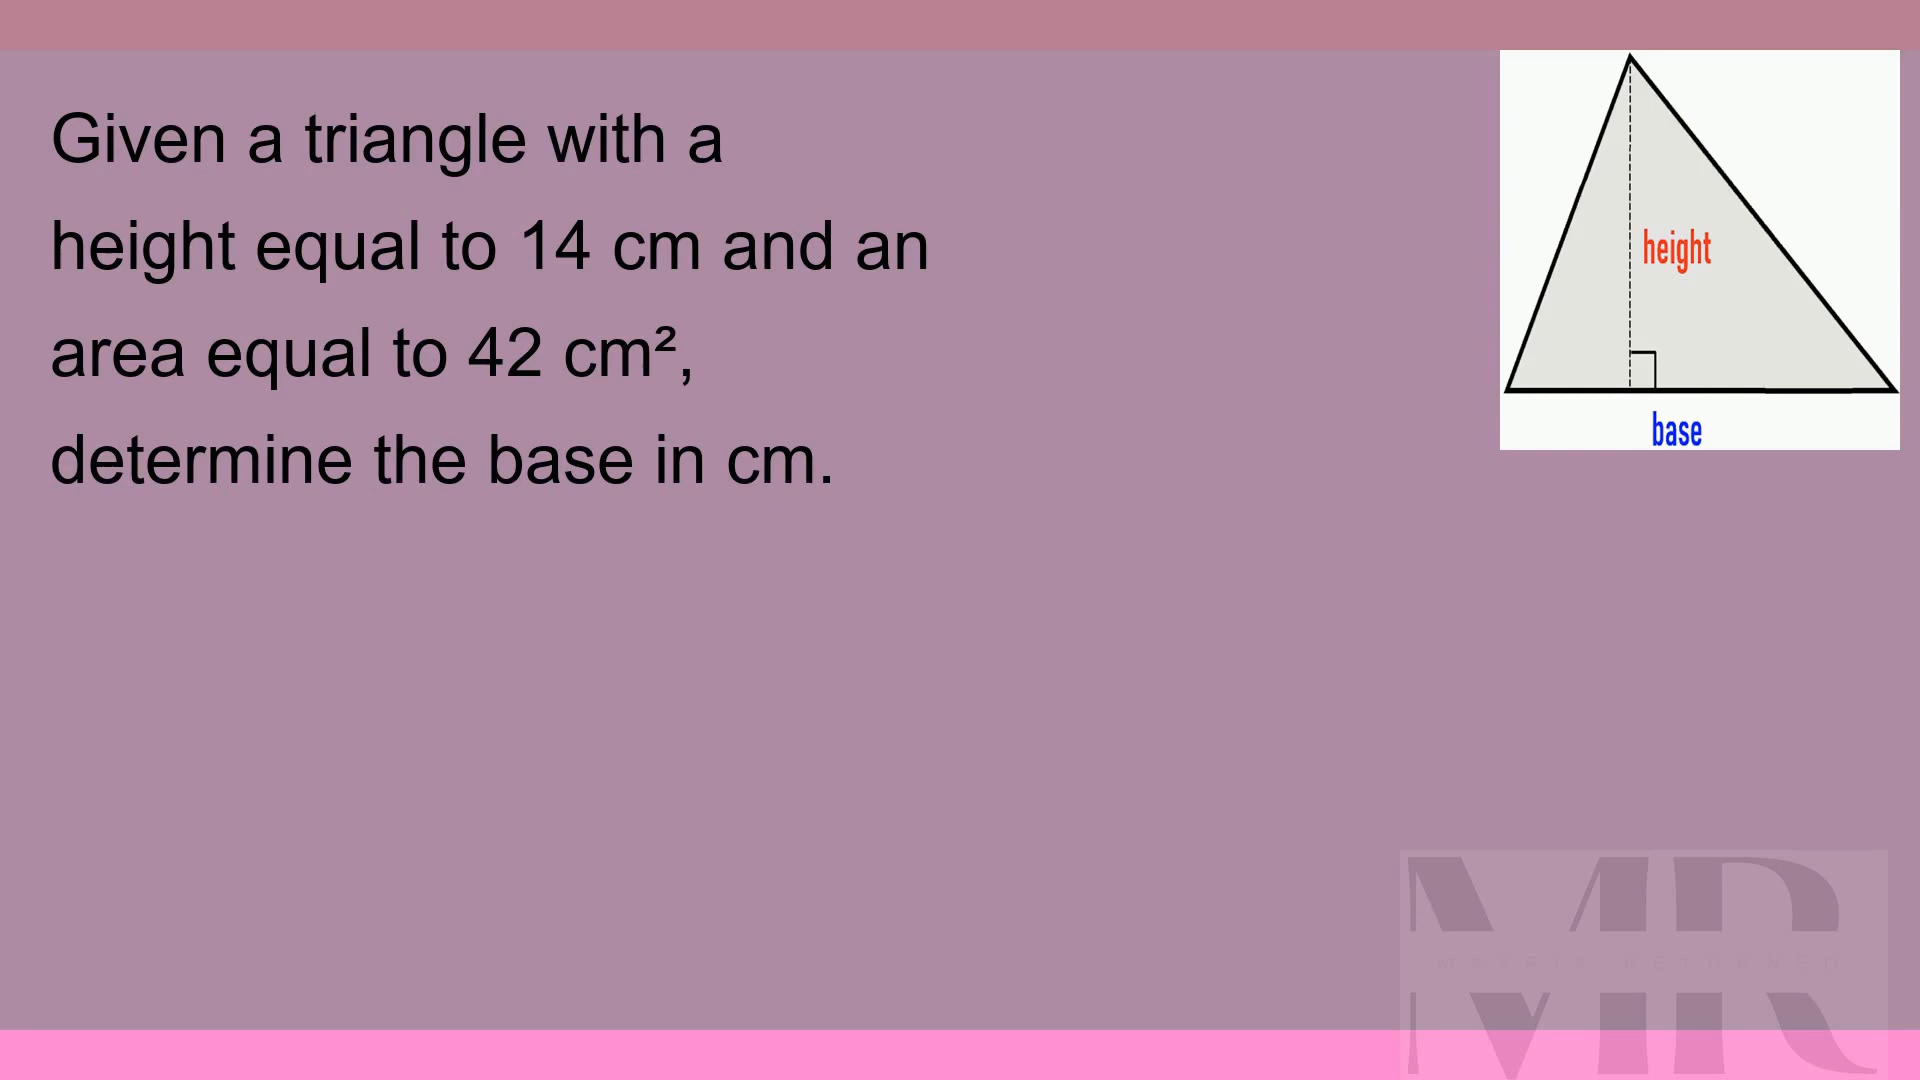 Given a triangle with a
height equal to 14 cm and an
area equal to 42 cm²,
determine the base in cm.
height
base
MR